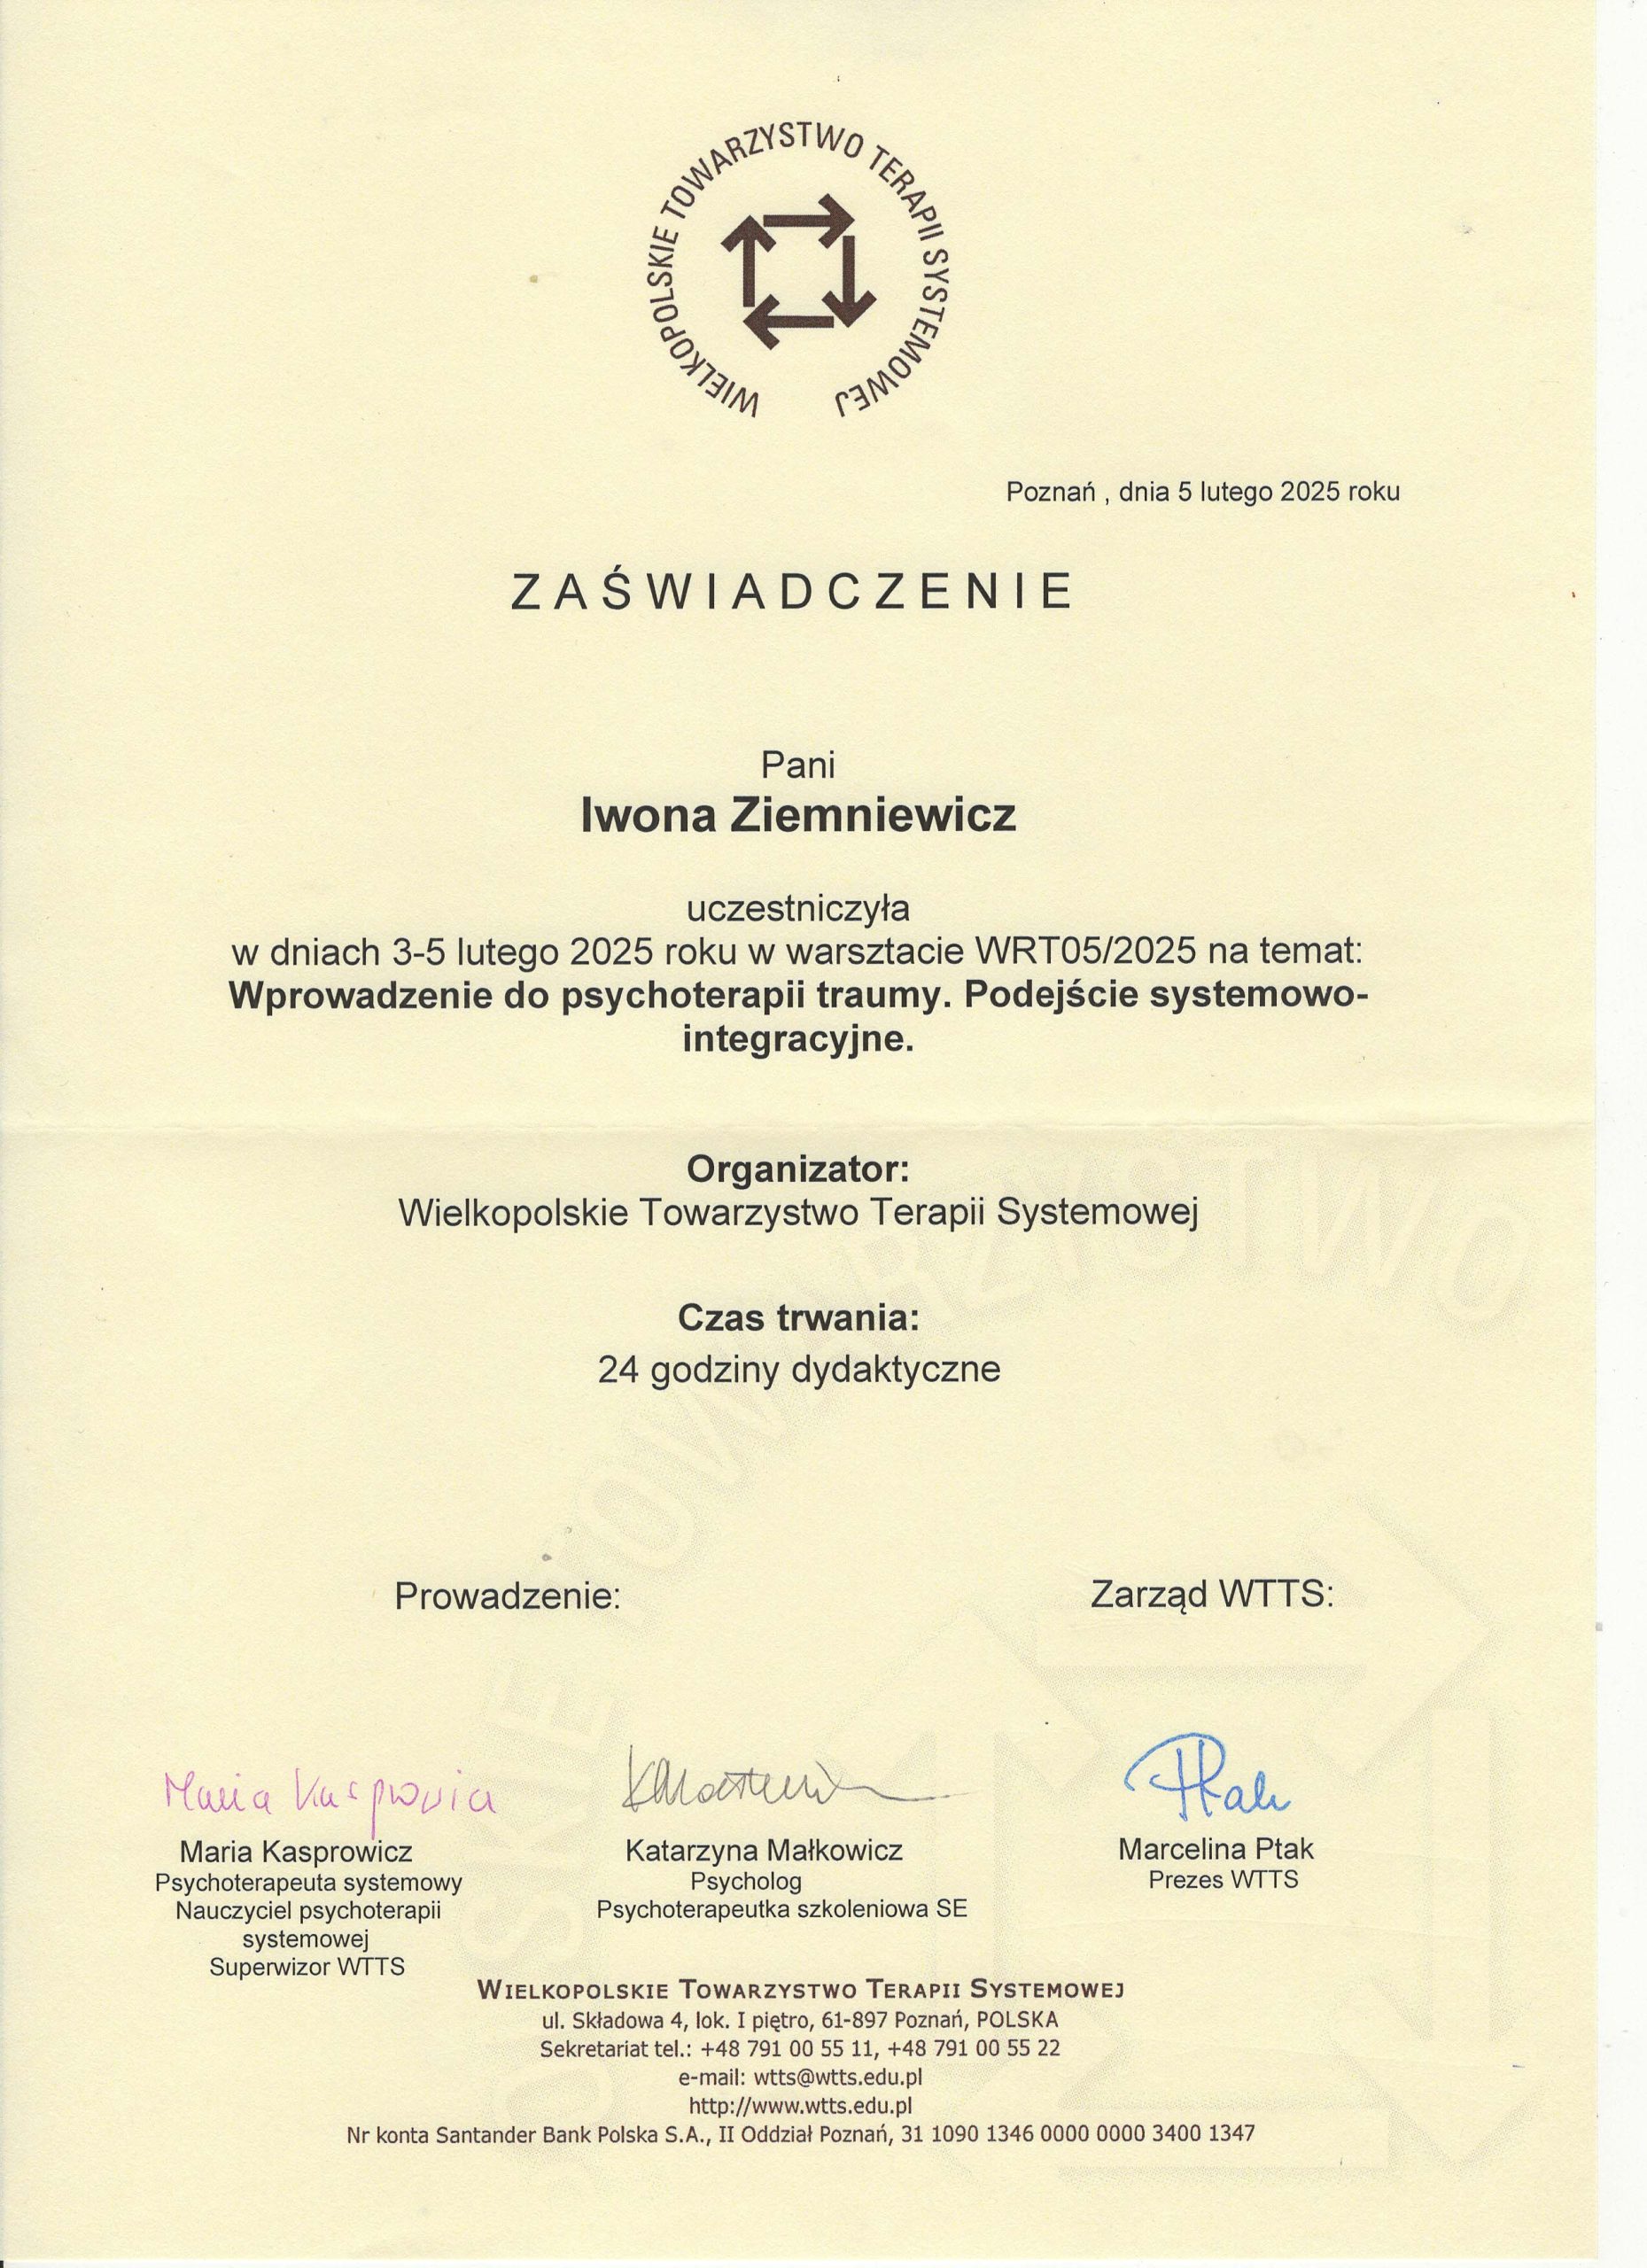 WIELKOPOLSKIE TOWARZYSTWO TERAPII SYSTEMOWEJ
Poznań , dnia 5 lutego 2025 roku
ZAŚWIADCZENIE
Pani
Iwona Ziemniewicz
uczestniczyła
w dniach 3-5 lutego 2025 roku w warsztacie WRT05/2025 na temat:
Wprowadzenie do psychoterapii traumy. Podejście systemowo-
integracyjne.
Organizator:
Wielkopolskie Towarzystwo Terapii Systemowej
Czas trwania:
24 godziny dydaktyczne
Prowadzenie:
Zarząd WTTS:
Maria Kasprowicz
Ptak
Maria Kasprowicz
Psychoterapeuta systemowy
Nauczyciel psychoterapii
systemowej
Superwizor WTTS
Katarzyna Małkowicz
Psycholog
Psychoterapeutka szkoleniowa SE
Marcelina Ptak
Prezes WTTS
WIELKOPOLSKIE TOWARZYSTWO TERAPII SYSTEMOWEJ
ul. Składowa 4, lok. I piętro, 61-897 Poznań, POLSKA
Sekretariat tel.: +48 791 00 55 11, +48 791 00 55 22
e-mail: wtts@wtts.edu.pl
http://www.wtts.edu.pl
Nr konta Santander Bank Polska S.A., II Oddział Poznań, 31 1090 1346 0000 0000 3400 1347